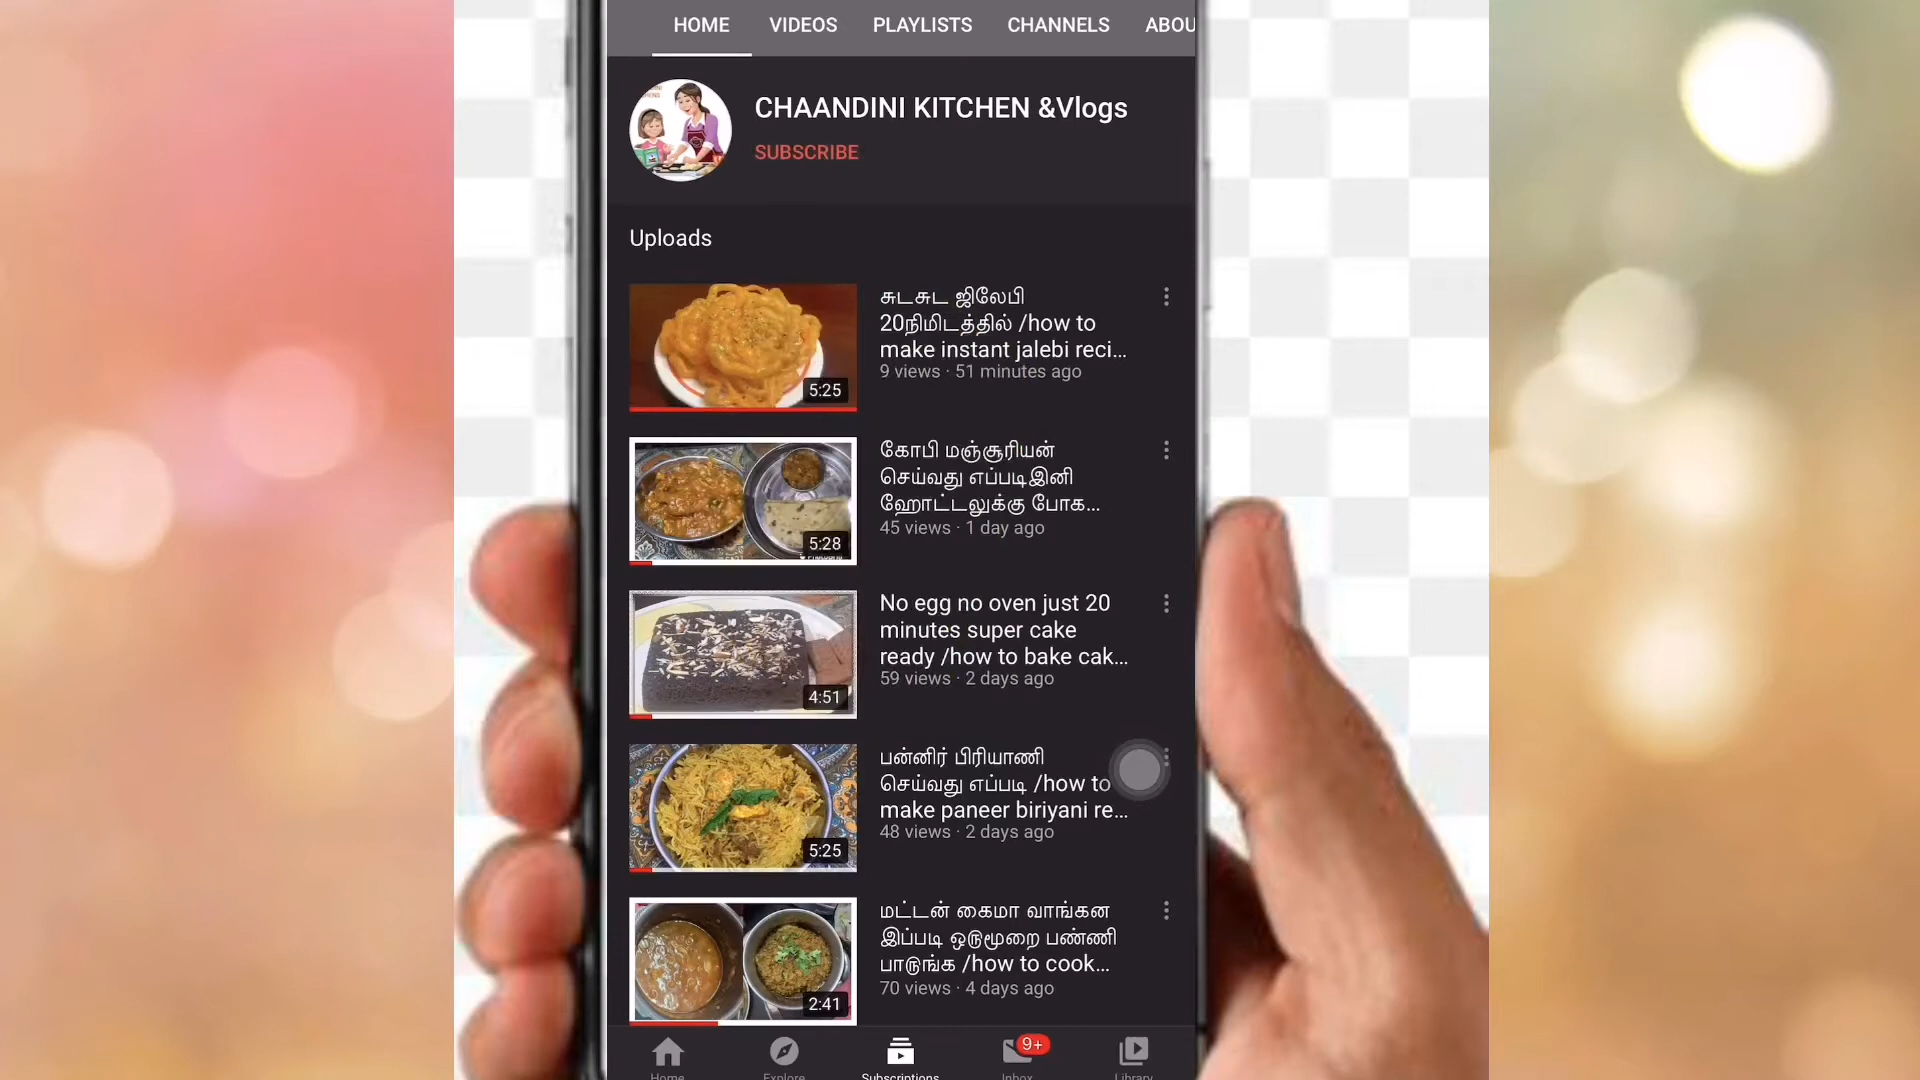 HOME VIDEOS PLAYLISTS CHANNELS ABOU
CHAANDINI KITCHEN &Vlogs
SUBSCRIBE
Uploads
சுடசுட ஜிலேபி
20நிமிடத்தில் /how to
make instant jalebi reci...
9 views · 51 minutes ago
5:25
கோபி மஞ்சூரியன்
செய்வது எப்படிஇனி
ஹோட்டலுக்கு போக...
45 views · 1 day ago
5:28
No egg no oven just 20
minutes super cake
ready /how to bake cak...
59 views · 2 days ago
4:51
பன்னிர் பிரியாணி
செய்வது எப்படி /how to
make paneer biriyani re...
48 views · 2 days ago
5:25
மட்டன் கைமா வாங்கன
இப்படி ஒருமுறை பண்ணி
பாருங்க /how to cook...
70 views · 4 days ago
2:41
9+
Home Explore Subscriptions Inbox Library